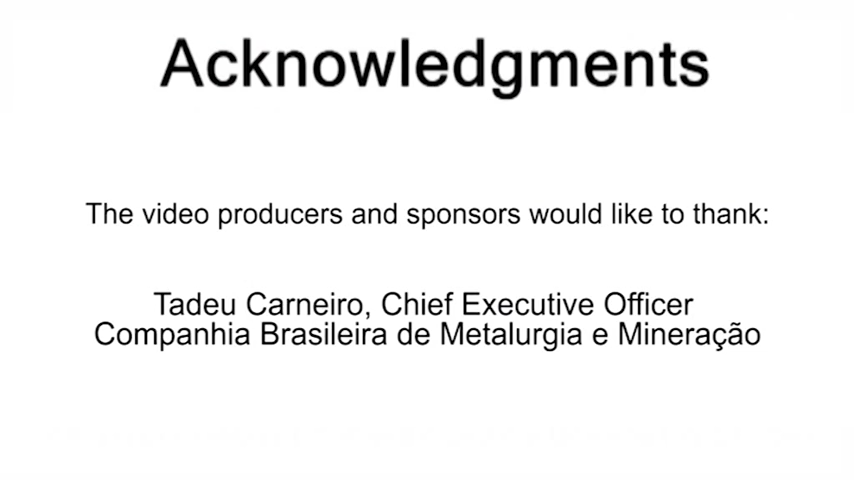 Acknowledgments
The video producers and sponsors would like to thank:
Tadeu Carneiro, Chief Executive Officer
Companhia Brasileira de Metalurgia e Mineração